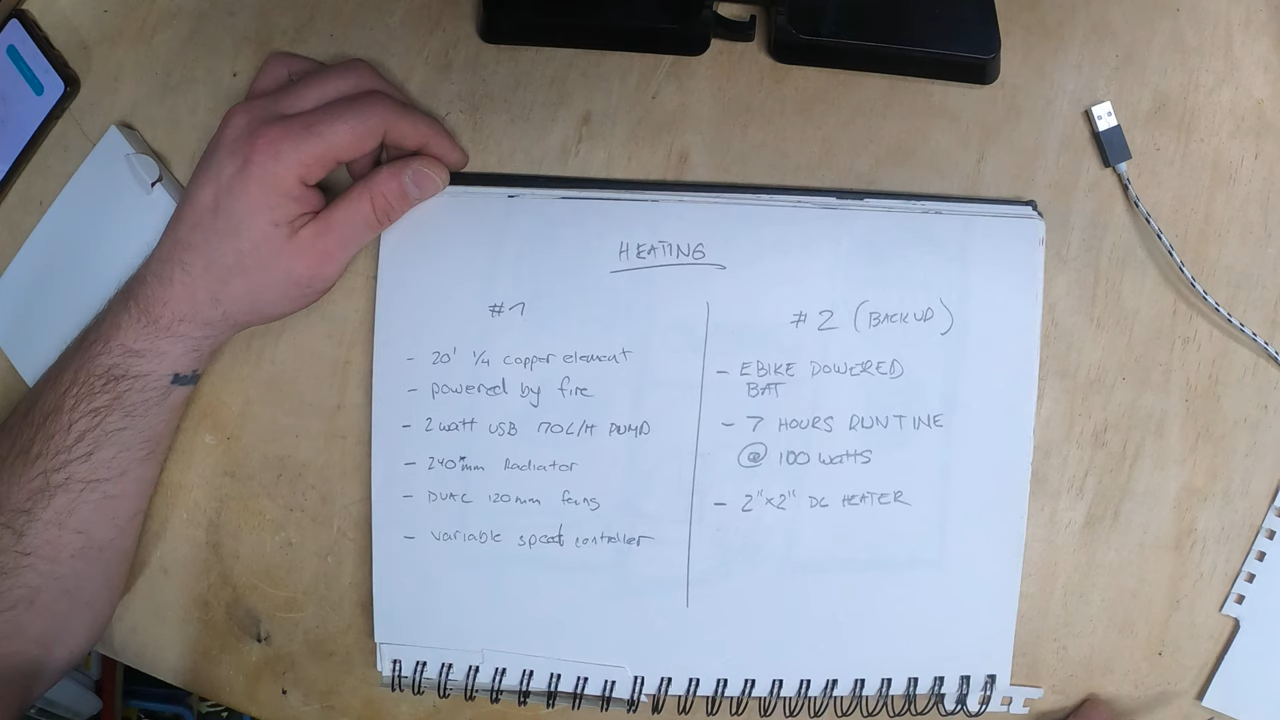 HEATING
#1
- 20' 1/4 copper element
- powered by fire
- 2 watt USB 170L/H PUMP
- 240mm Radiator
- DUAL 120mm fans
- variable speed controller
#2 (BACKUP)
- EBIKE POWERED
BAT
- 7 HOURS RUNTIME
@ 100 watts
- 2"x2" DC HEATER